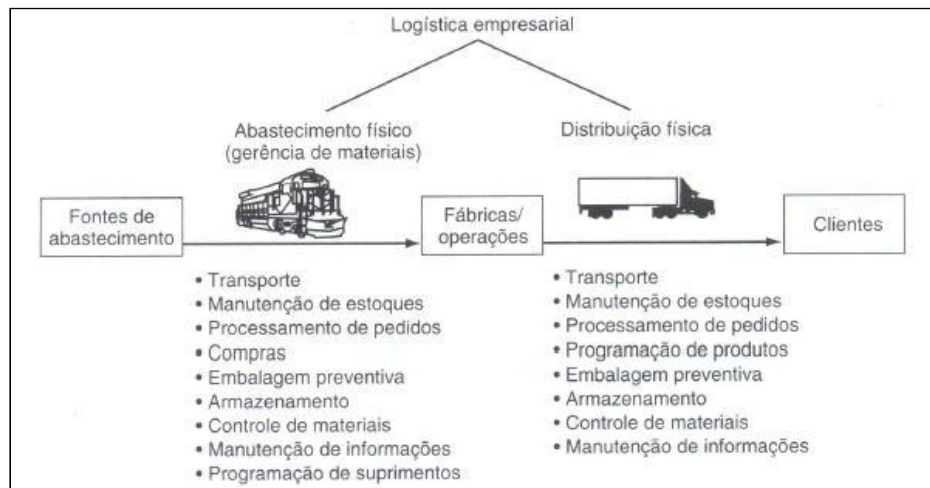 Logística empresarial
Abastecimento físico
(gerência de materiais)
Distribuição física
Fontes de
abastecimento
Fábricas/
operações
Clientes
• Transporte
• Manutenção de estoques
• Processamento de pedidos
• Compras
• Embalagem preventiva
• Armazenamento
• Controle de materiais
• Manutenção de informações
• Programação de suprimentos
• Transporte
• Manutenção de estoques
• Processamento de pedidos
• Programação de produtos
• Embalagem preventiva
• Armazenamento
• Controle de materiais
• Manutenção de informações